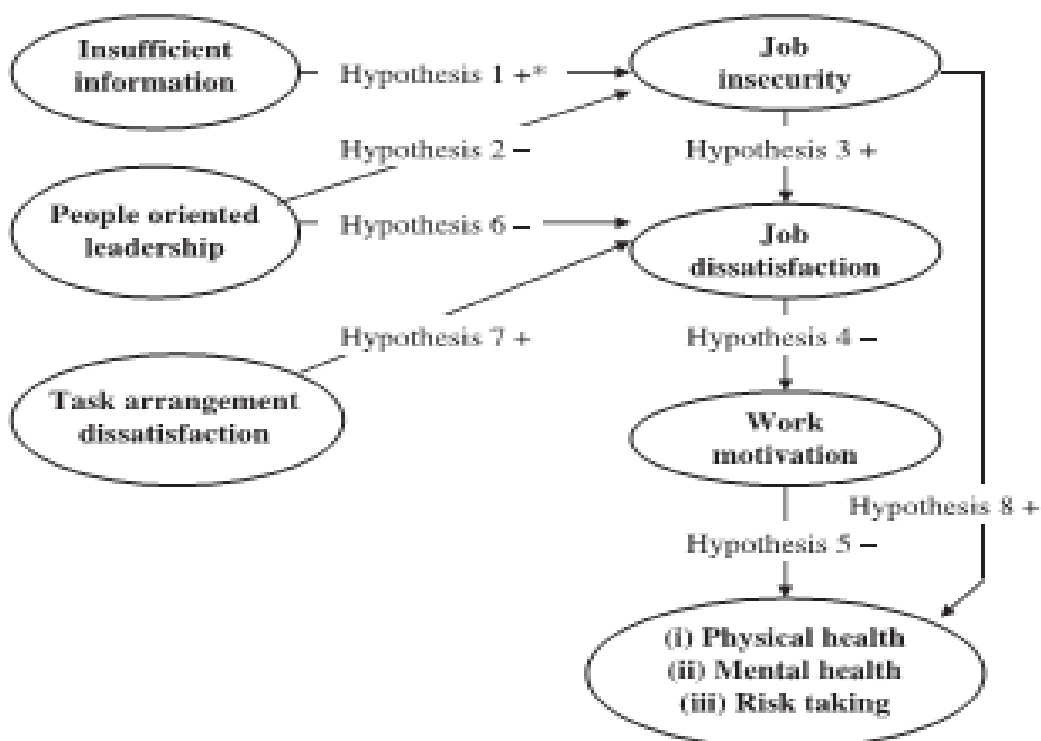 Insufficient
information
Hypothesis 1 +*
Job
insecurity
Hypothesis 2 –
Hypothesis 3 +
People oriented
leadership
Hypothesis 6 –
Job
dissatisfaction
Hypothesis 7 +
Hypothesis 4 –
Task arrangement
dissatisfaction
Work
motivation
Hypothesis 8 +
Hypothesis 5 –
(i) Physical health
(ii) Mental health
(iii) Risk taking